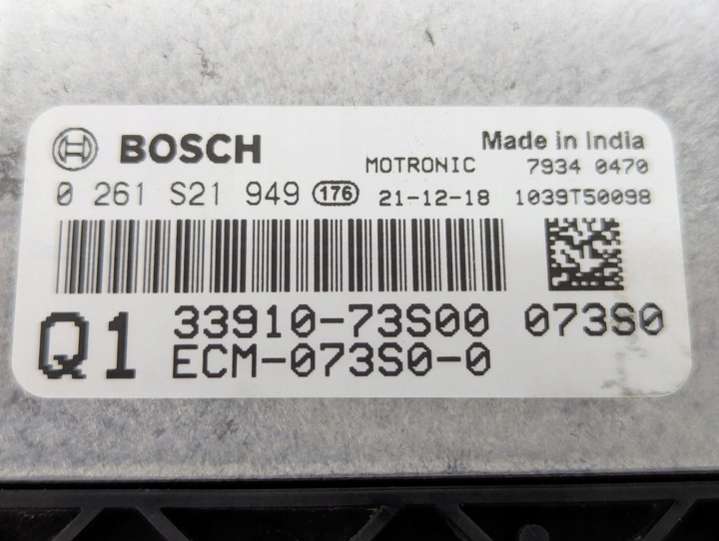 BOSCH
Made in India
MOTRONIC 7934 0470
0 261 S21 949 176 21-12-18 1039T50098
Q1 33910-73S00 073S0
ECM-073S0-0